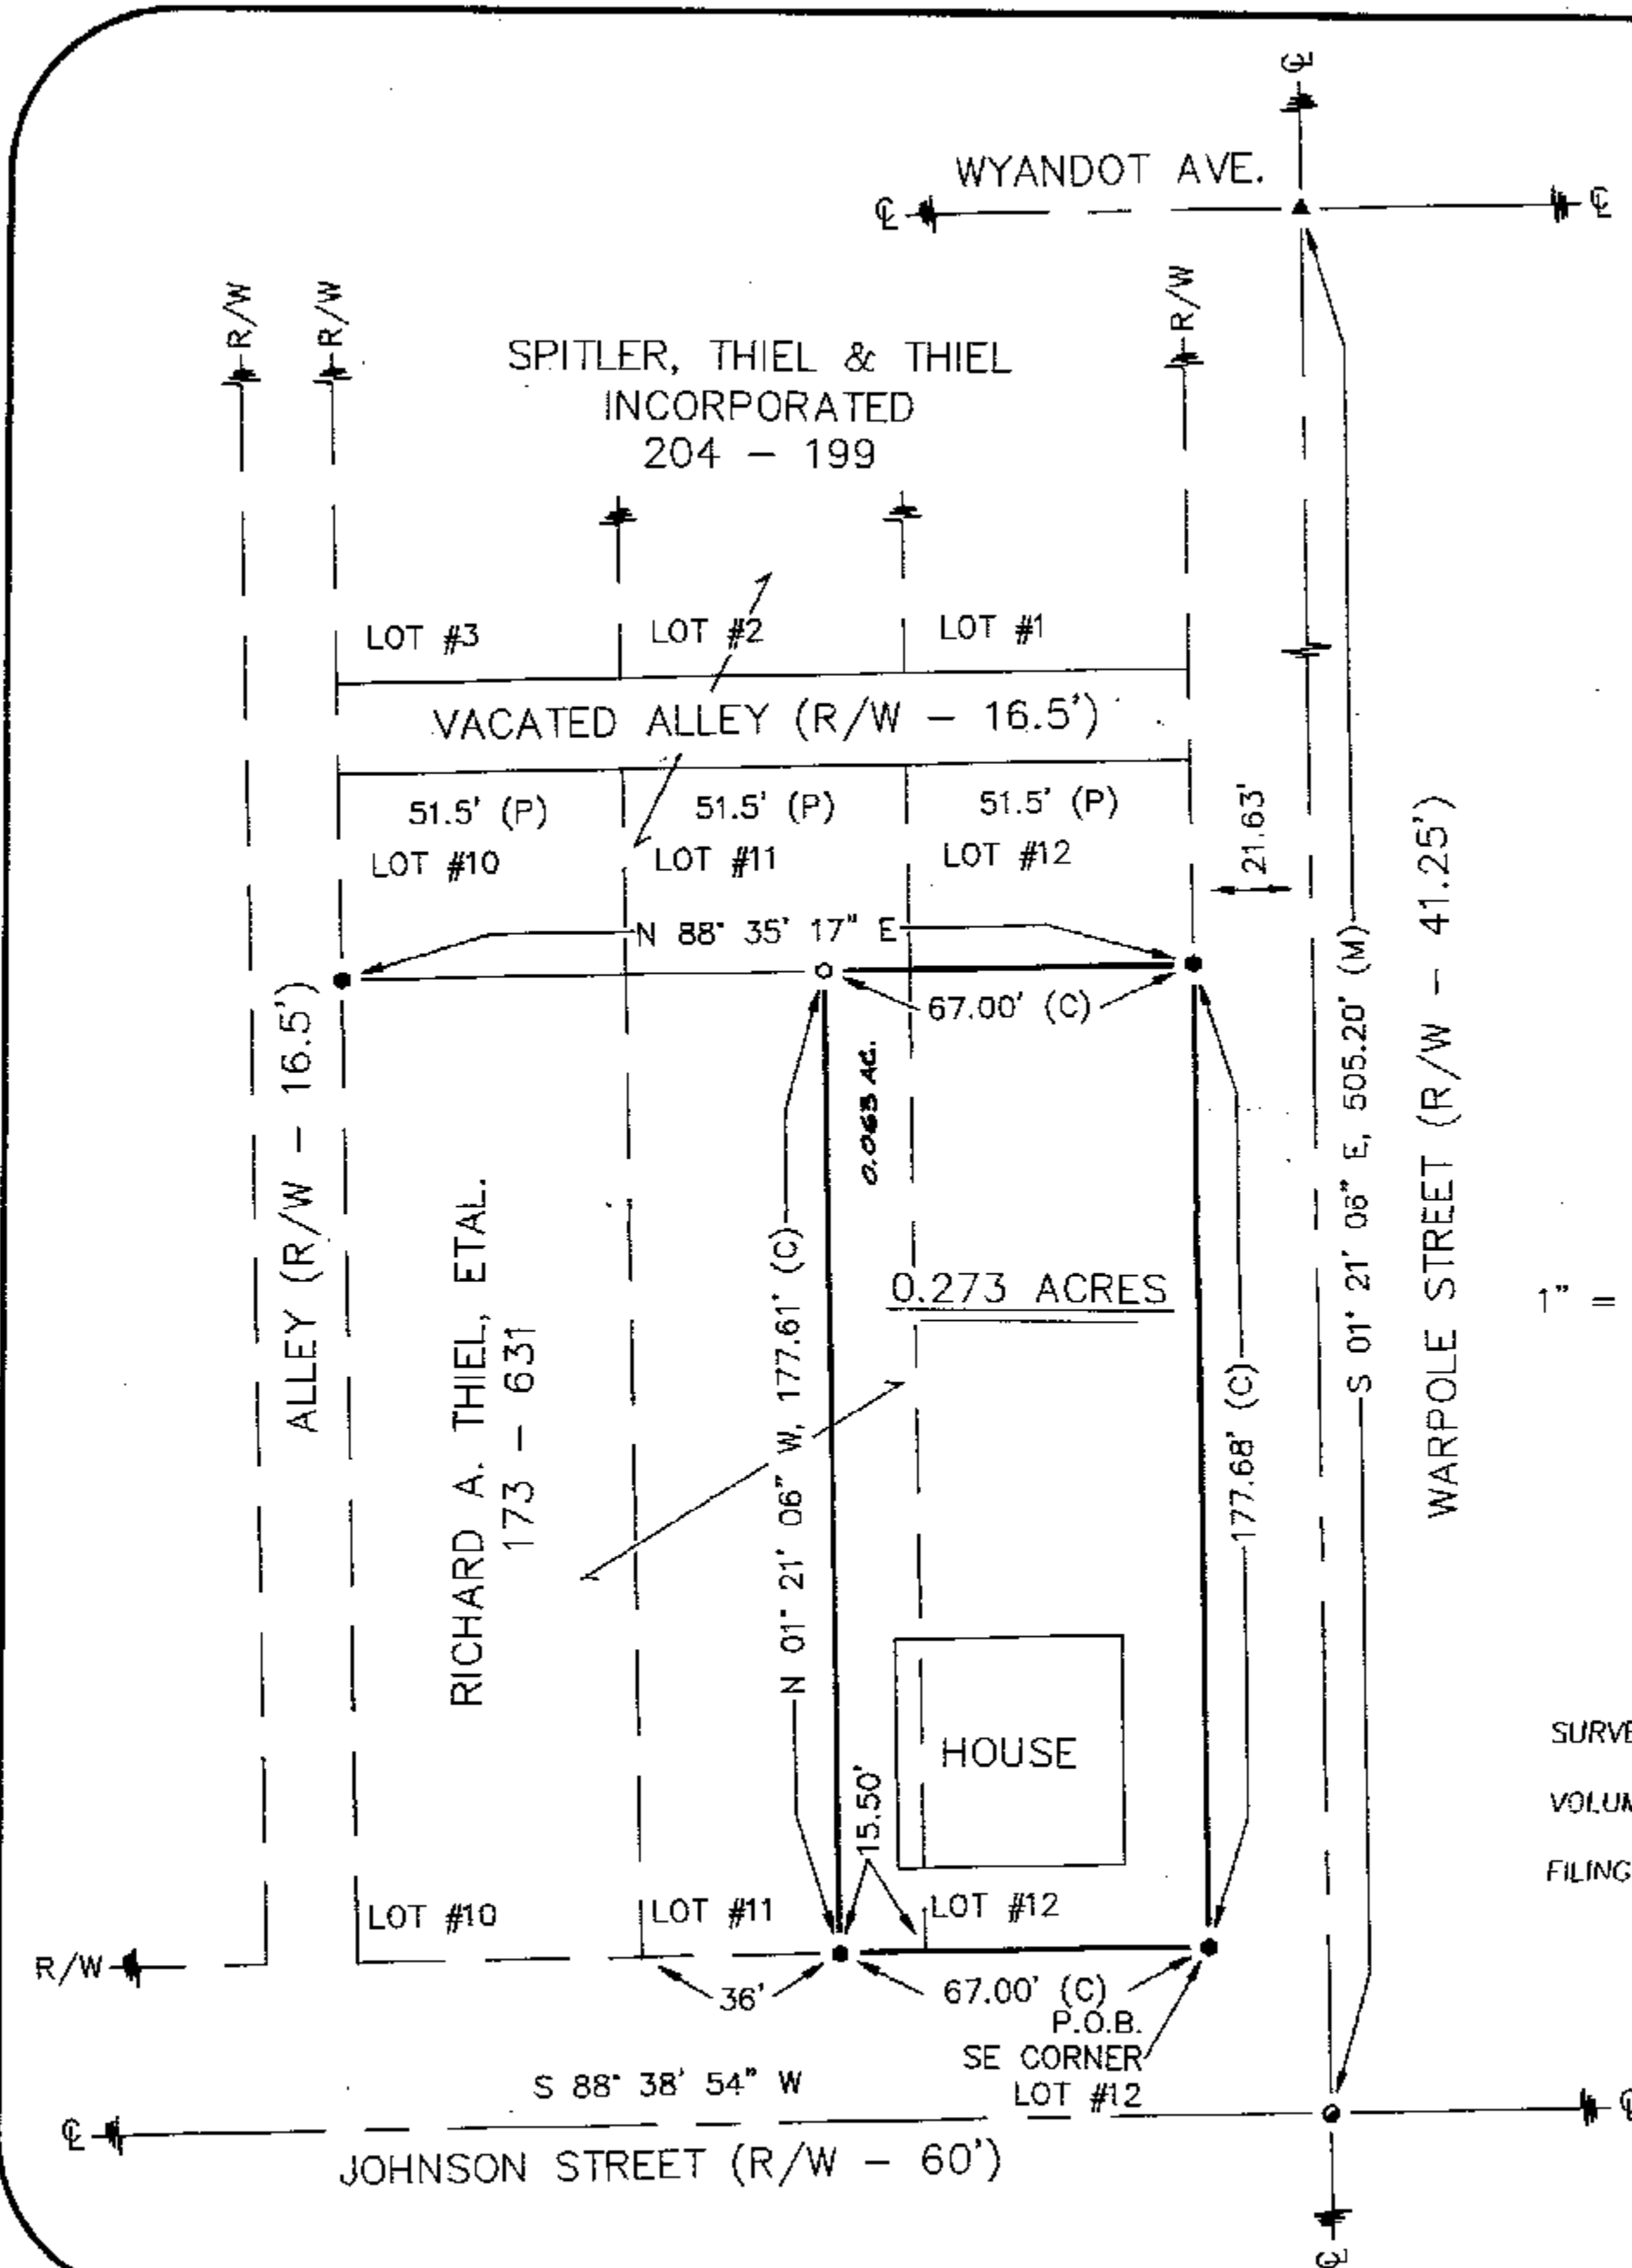 ℄
WYANDOT AVE.
℄
℄
R/W
R/W
R/W
SPITLER, THIEL & THIEL
INCORPORATED
204 - 199
LOT #3
LOT #2
LOT #1
VACATED ALLEY (R/W - 16.5')
51.5' (P)
51.5' (P)
51.5' (P)
LOT #10
LOT #11
LOT #12
21.63'
N 88° 35' 17" E
67.00' (C)
0.063 AC.
ALLEY (R/W - 16.5')
RICHARD A. THIEL, ETAL.
173 - 631
N 01° 21' 06" W, 177.61' (C)
0.273 ACRES
177.68' (C)
S 01° 21' 06" E, 505.20' (M)
WARPOLE STREET (R/W - 41.25')
1" =
HOUSE
15.50'
SURVE
VOLUM
FILING
LOT #10
LOT #11
LOT #12
R/W
36'
67.00' (C)
P.O.B.
SE CORNER
LOT #12
S 88° 38' 54" W
℄
℄
JOHNSON STREET (R/W - 60')
℄